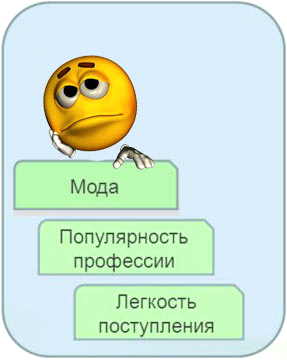 Мода
Популярность
профессии
Легкость
поступления